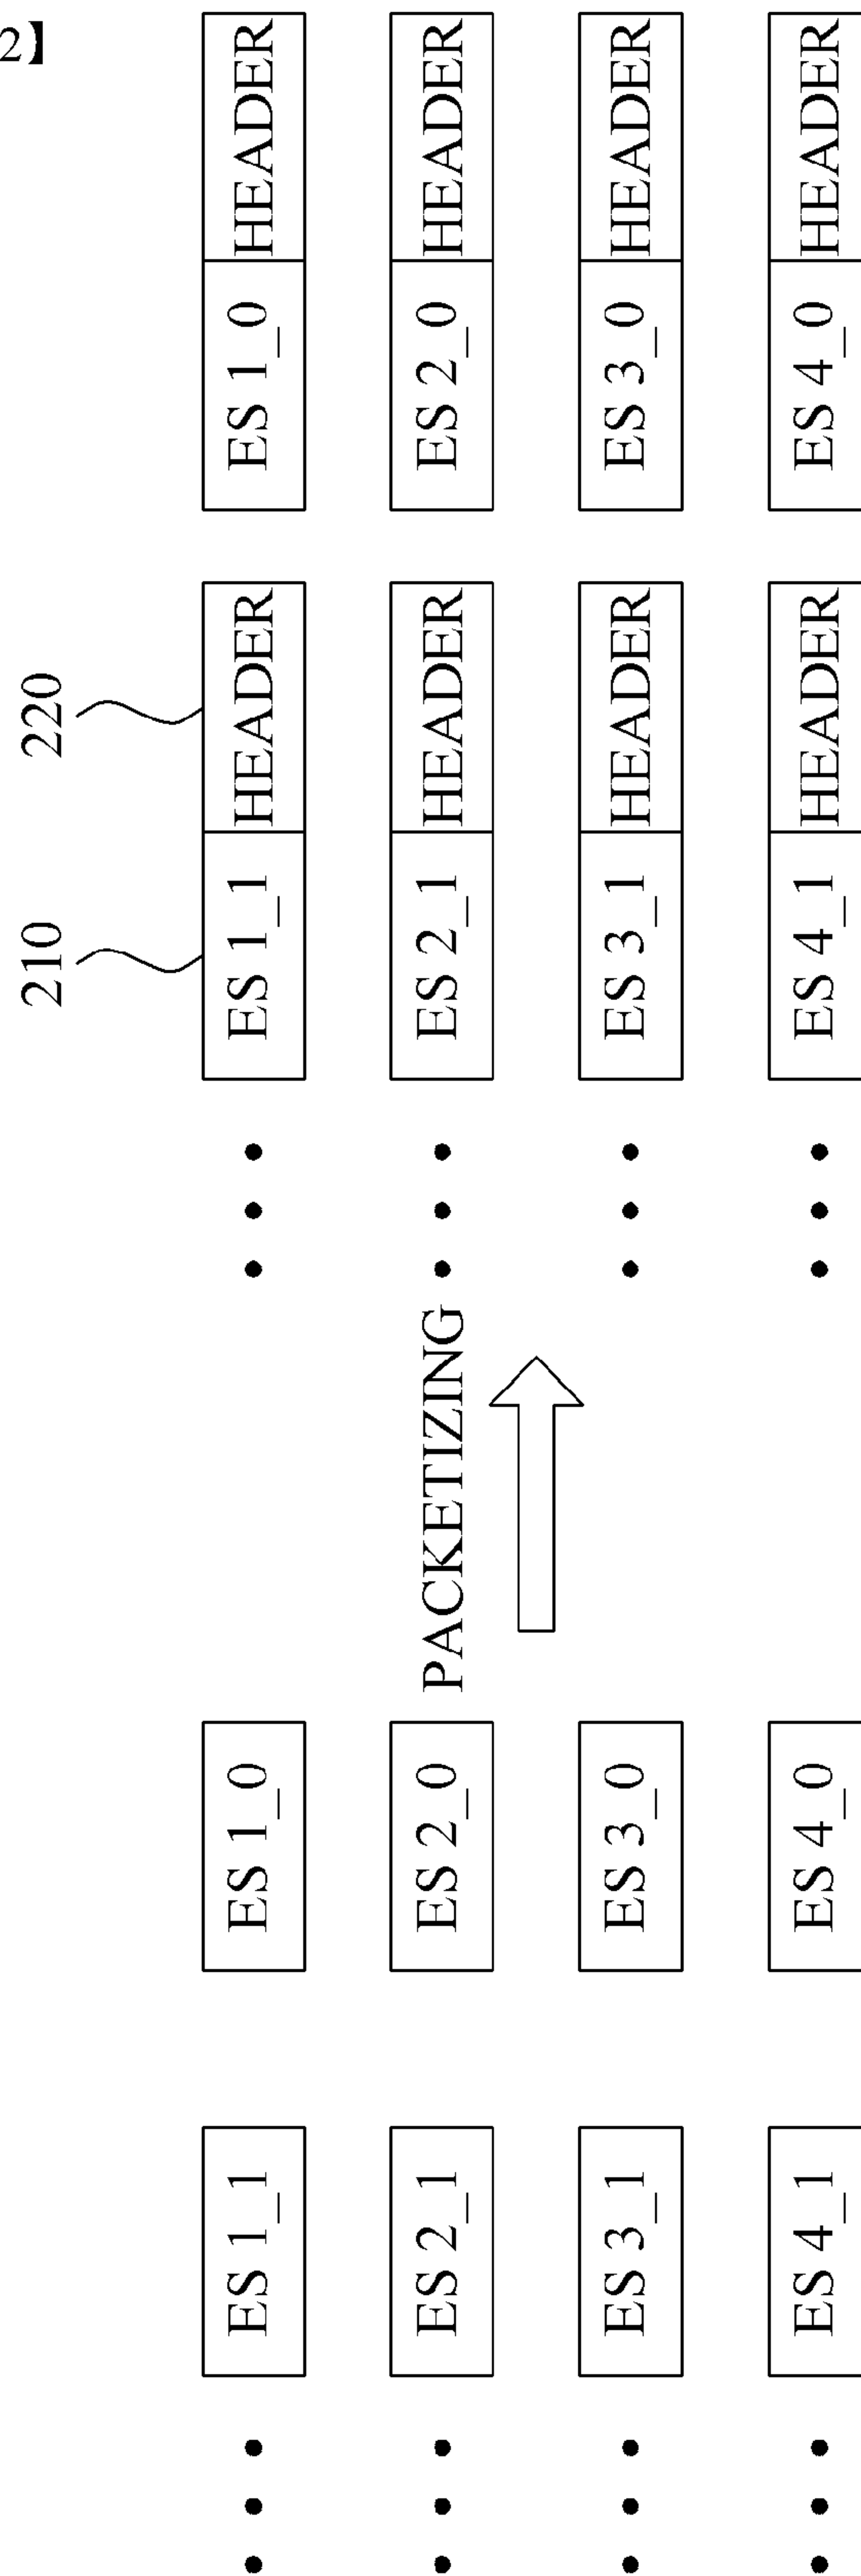 2】
210 220
ES 1_1 ES 1_0 ES 1_1 HEADER ES 1_0 HEADER
PACKETIZING
ES 2_1 ES 2_0 ES 2_1 HEADER ES 2_0 HEADER
ES 3_1 ES 3_0 ES 3_1 HEADER ES 3_0 HEADER
ES 4_1 ES 4_0 ES 4_1 HEADER ES 4_0 HEADER